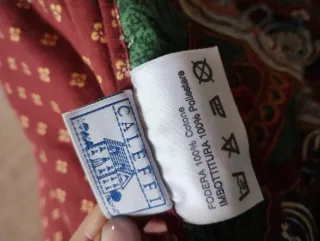 CALEFFI
FODERA 100% Cotone
IMBOTTITURA 100% Poliestere